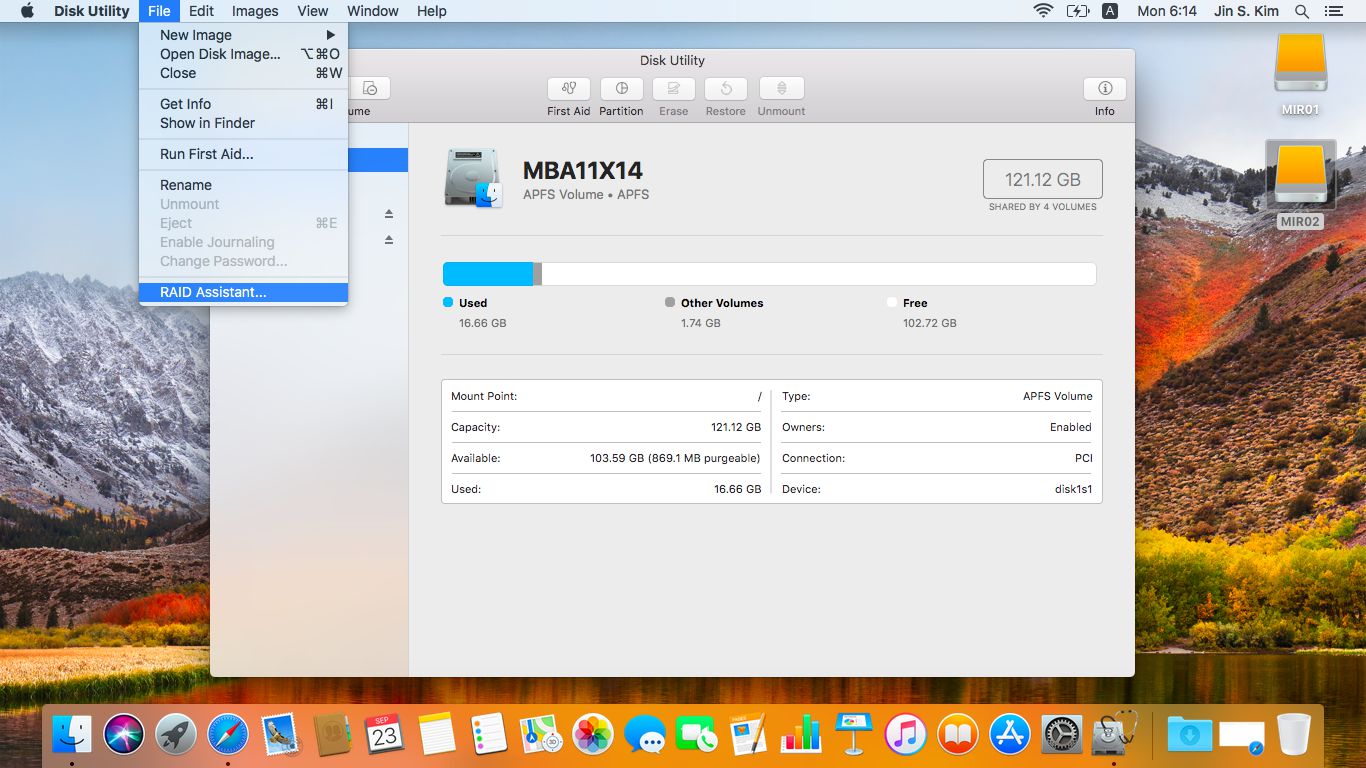 Disk Utility File Edit Images View Window Help A Mon 6:14 Jin S. Kim
New Image
Open Disk Image... ⌥⌘O
Close ⌘W
Get Info ⌘I
Show in Finder
Run First Aid...
Rename
Unmount
Eject ⌘E
Enable Journaling
Change Password...
RAID Assistant...
Disk Utility
ume First Aid Partition Erase Restore Unmount Info
MBA11X14
APFS Volume • APFS
121.12 GB
SHARED BY 4 VOLUMES
Used Other Volumes Free
16.66 GB 1.74 GB 102.72 GB
Mount Point: / Type: APFS Volume
Capacity: 121.12 GB Owners: Enabled
Available: 103.59 GB (869.1 MB purgeable) Connection: PCI
Used: 16.66 GB Device: disk1s1
MIR01
MIR02
SEP
23
3D